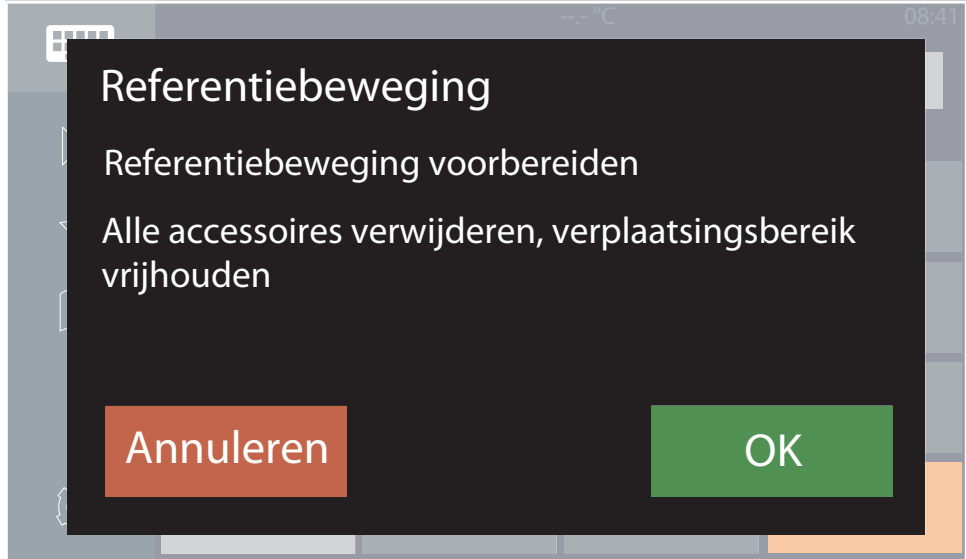 --.- °C
08:41
Referentiebeweging
Referentiebeweging voorbereiden
Alle accessoires verwijderen, verplaatsingsbereik
vrijhouden
Annuleren
OK